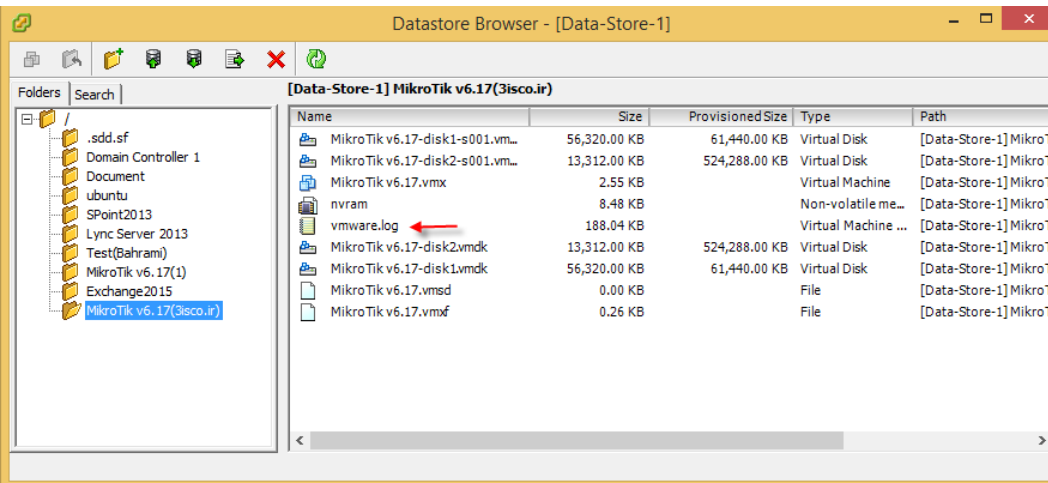 Datastore Browser - [Data-Store-1]
Folders Search
[Data-Store-1] MikroTik v6.17(3isco.ir)
/
.sdd.sf
Domain Controller 1
Document
ubuntu
SPoint2013
Lync Server 2013
Test(Bahrami)
MikroTik v6.17(1)
Exchange2015
MikroTik v6.17(3isco.ir)
Name Size Provisioned Size Type Path
MikroTik v6.17-disk1-s001.vm... 56,320.00 KB 61,440.00 KB Virtual Disk [Data-Store-1] MikroT
MikroTik v6.17-disk2-s001.vm... 13,312.00 KB 524,288.00 KB Virtual Disk [Data-Store-1] MikroT
MikroTik v6.17.vmx 2.55 KB Virtual Machine [Data-Store-1] MikroT
nvram 8.48 KB Non-volatile me... [Data-Store-1] MikroT
vmware.log 188.04 KB Virtual Machine ... [Data-Store-1] MikroT
MikroTik v6.17-disk2.vmdk 13,312.00 KB 524,288.00 KB Virtual Disk [Data-Store-1] MikroT
MikroTik v6.17-disk1.vmdk 56,320.00 KB 61,440.00 KB Virtual Disk [Data-Store-1] MikroT
MikroTik v6.17.vmsd 0.00 KB File [Data-Store-1] MikroT
MikroTik v6.17.vmxf 0.26 KB File [Data-Store-1] MikroT